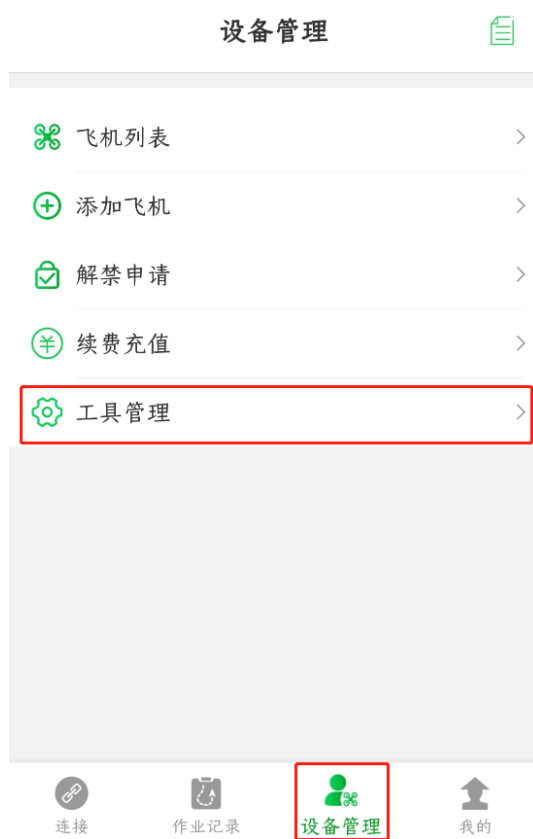 设备管理
飞机列表
添加飞机
解禁申请
续费充值
工具管理
连接
作业记录
设备管理
我的